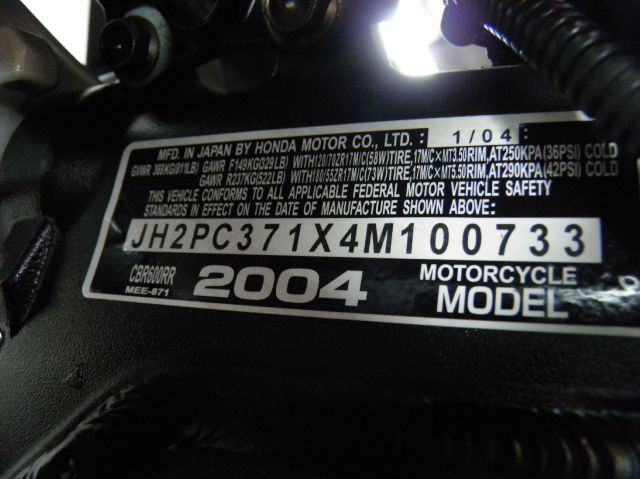 MFG. IN JAPAN BY HONDA MOTOR CO., LTD.: 1/04:
GVWR 368KG(811LB) GAWR F149KG(329LB) WITH120/70ZR17M/C(58W)TIRE,17M/C×MT3.50RIM,AT250KPA(36PSI) COLD
GAWR R237KG(522LB) WITH180/55ZR17M/C(73W)TIRE,17M/C×MT5.50RIM,AT290KPA(42PSI) COLD
THIS VEHICLE CONFORMS TO ALL APPLICABLE FEDERAL MOTOR VEHICLE SAFETY
STANDARDS IN EFFECT ON THE DATE OF MANUFACTURE SHOWN ABOVE.
JH2PC371X4M100733
CBR600RR 2004 MOTORCYCLE
MEE-871 MODEL